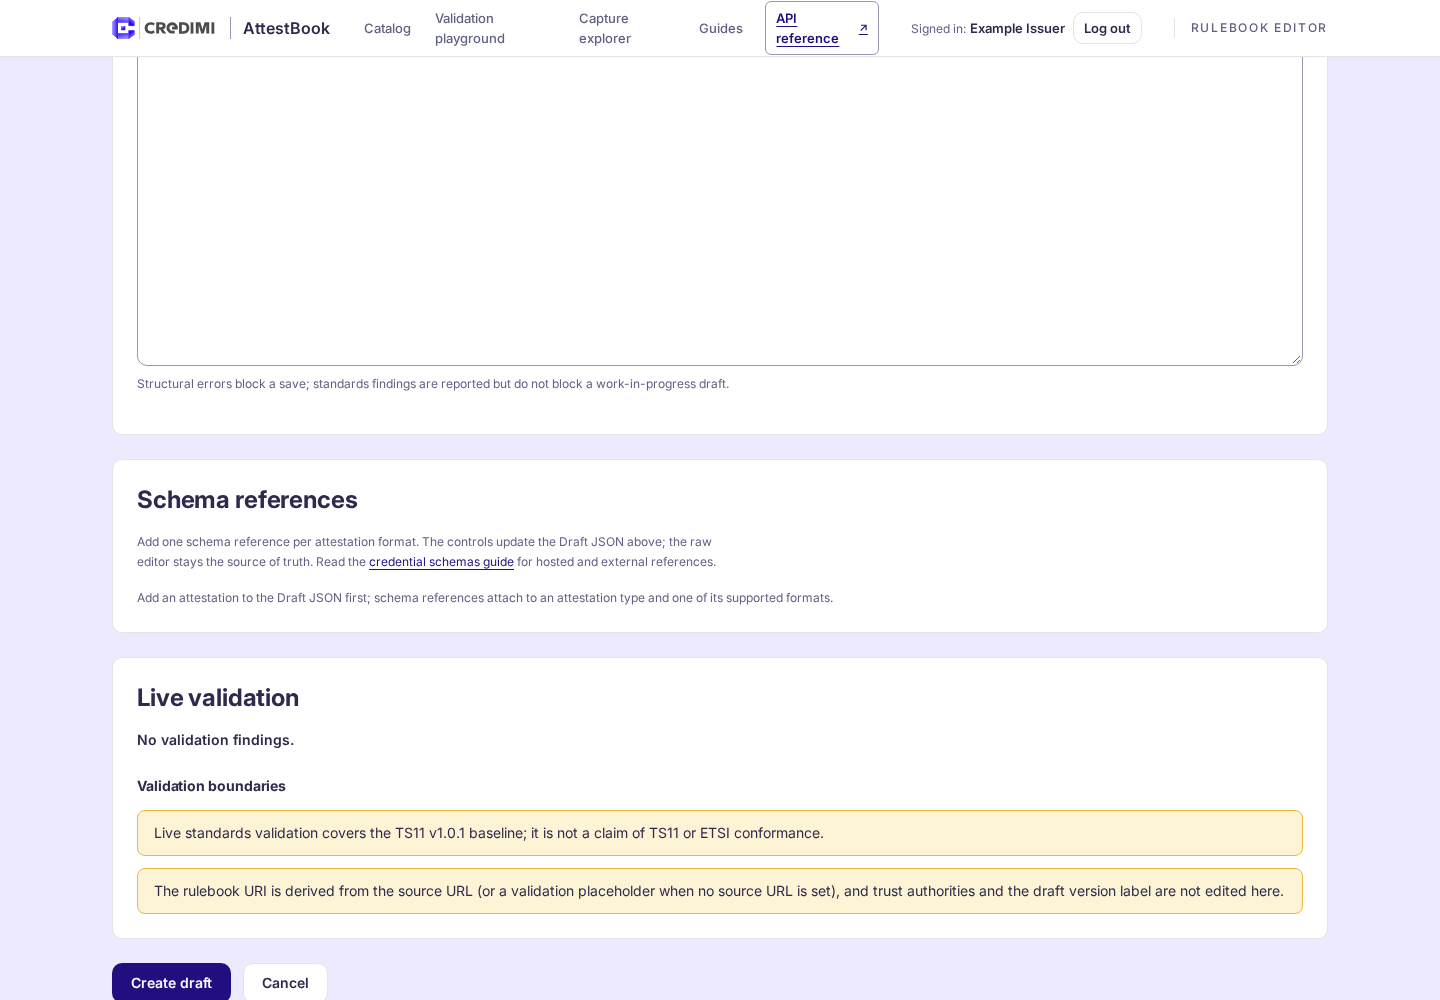 CREDIMI
AttestBook
Catalog
Validation
playground
Capture
explorer
Guides
API
reference ↗
Signed in: Example Issuer
Log out
RULEBOOK EDITOR
Structural errors block a save; standards findings are reported but do not block a work-in-progress draft.
Schema references
Add one schema reference per attestation format. The controls update the Draft JSON above; the raw
editor stays the source of truth. Read the credential schemas guide for hosted and external references.
Add an attestation to the Draft JSON first; schema references attach to an attestation type and one of its supported formats.
Live validation
No validation findings.
Validation boundaries
Live standards validation covers the TS11 v1.0.1 baseline; it is not a claim of TS11 or ETSI conformance.
The rulebook URI is derived from the source URL (or a validation placeholder when no source URL is set), and trust authorities and the draft version label are not edited here.
Create draft
Cancel